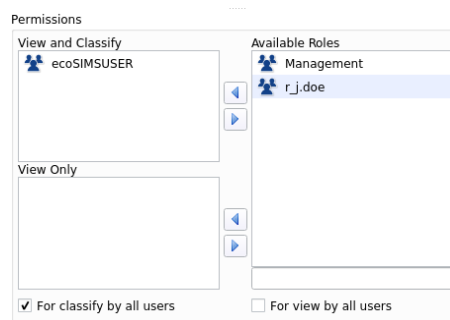 Permissions
View and Classify
ecoSIMSUSER
View Only
For classify by all users
Available Roles
Management
r_j.doe
For view by all users